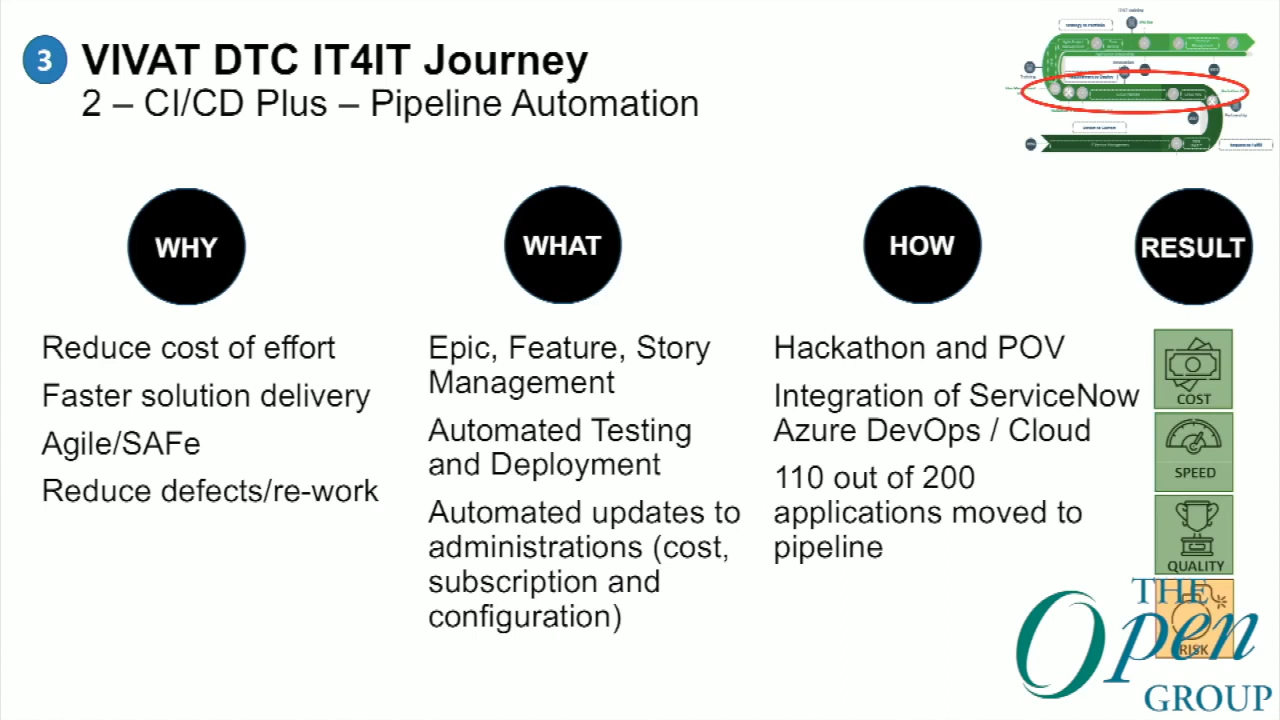 3
VIVAT DTC IT4IT Journey
2 – CI/CD Plus – Pipeline Automation
WHY
WHAT
HOW
RESULT
Reduce cost of effort
Faster solution delivery
Agile/SAFe
Reduce defects/re-work
Epic, Feature, Story
Management
Automated Testing
and Deployment
Automated updates to
administrations (cost,
subscription and
configuration)
Hackathon and POV
Integration of ServiceNow
Azure DevOps / Cloud
110 out of 200
applications moved to
pipeline
COST
SPEED
QUALITY
RISK
THE
Open
GROUP